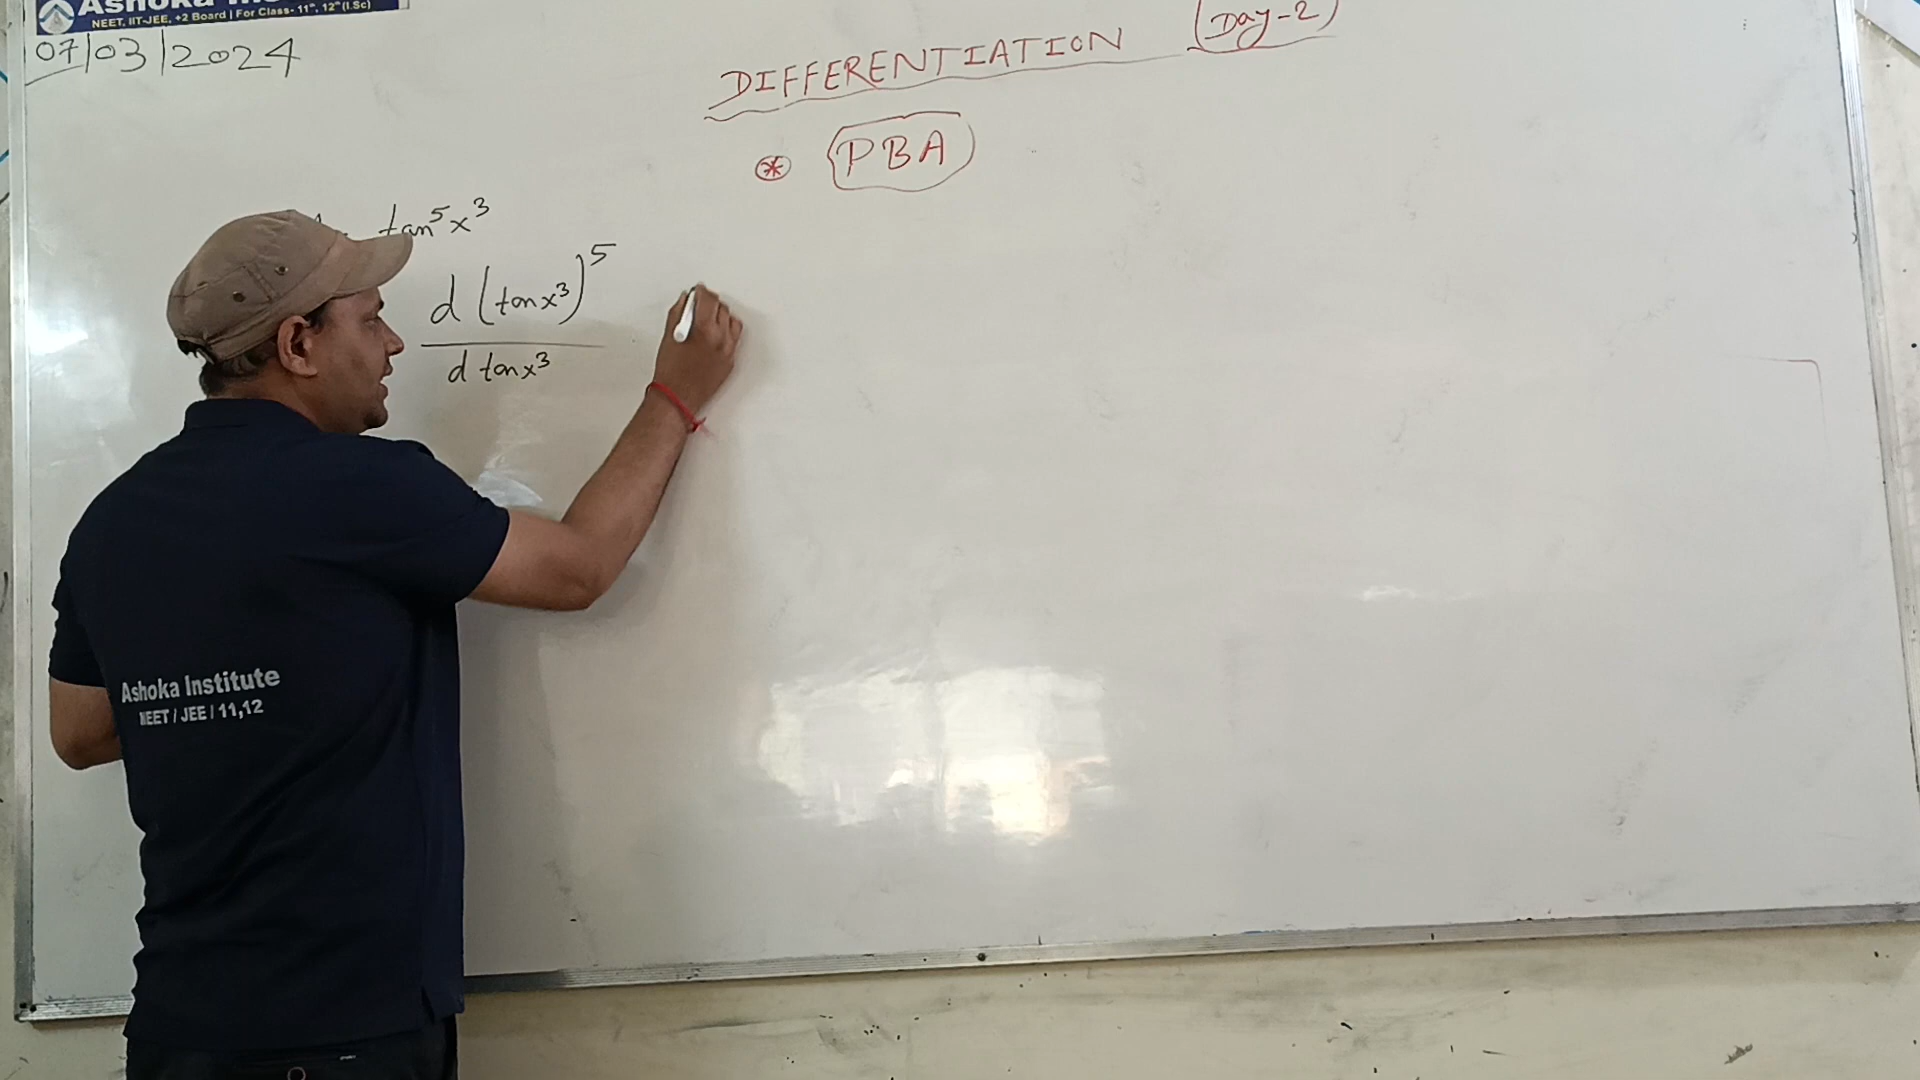 NEET, IIT-JEE, +2 Board | For Class- 11ᵗʰ, 12ᵗʰ (I.Sc)
07/03/2024
DIFFERENTIATION (Day-2)
⊛ PBA
tan⁵x³
d (tanx³)⁵
d tanx³
Ashoka Institute
NEET / JEE / 11,12